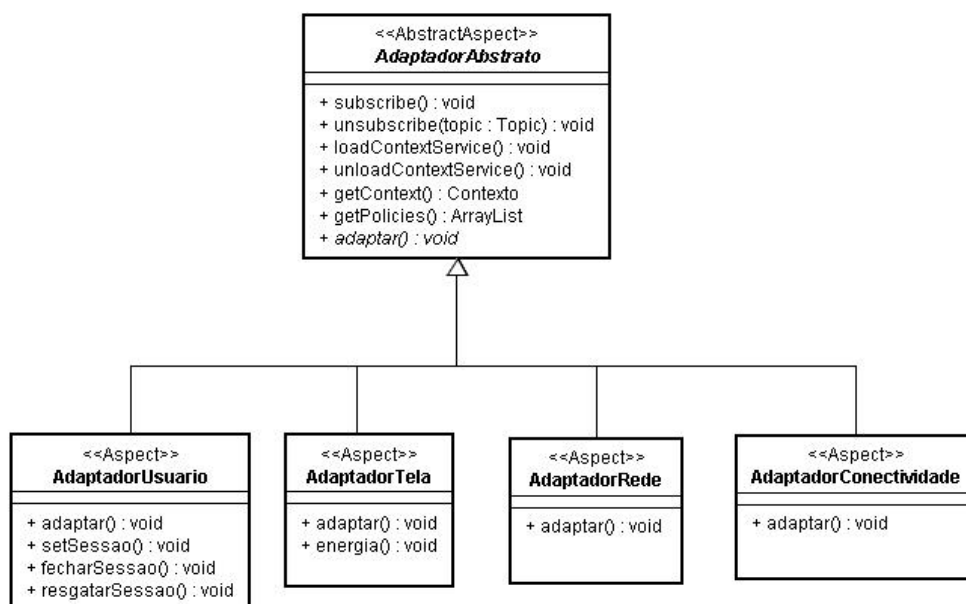 <<AbstractAspect>>
AdaptadorAbstrato
+ subscribe() : void
+ unsubscribe(topic : Topic) : void
+ loadContextService() : void
+ unloadContextService() : void
+ getContext() : Contexto
+ getPolicies() : ArrayList
+ adaptar() : void
<<Aspect>>
AdaptadorUsuario
+ adaptar() : void
+ setSessao() : void
+ fecharSessao() : void
+ resgatarSessao() : void
<<Aspect>>
AdaptadorTela
+ adaptar() : void
+ energia() : void
<<Aspect>>
AdaptadorRede
+ adaptar() : void
<<Aspect>>
AdaptadorConectividade
+ adaptar() : void